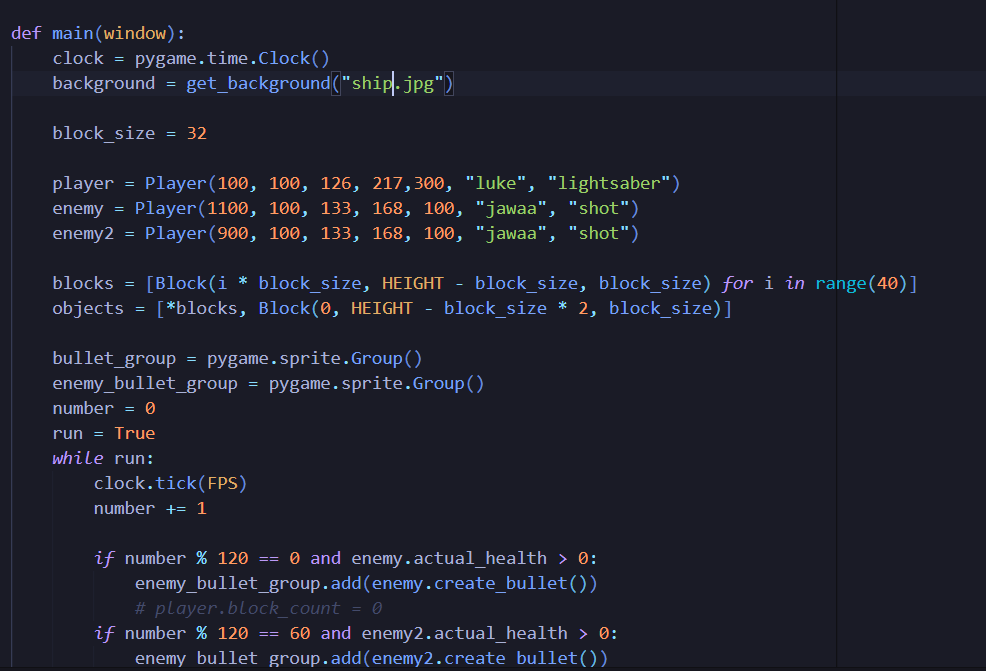 def main(window):
    clock = pygame.time.Clock()
    background = get_background("ship.jpg")
    block_size = 32
    player = Player(100, 100, 126, 217,300, "luke", "lightsaber")
    enemy = Player(1100, 100, 133, 168, 100, "jawaa", "shot")
    enemy2 = Player(900, 100, 133, 168, 100, "jawaa", "shot")
    blocks = [Block(i * block_size, HEIGHT - block_size, block_size) for i in range(40)]
    objects = [*blocks, Block(0, HEIGHT - block_size * 2, block_size)]
    bullet_group = pygame.sprite.Group()
    enemy_bullet_group = pygame.sprite.Group()
    number = 0
    run = True
    while run:
        clock.tick(FPS)
        number += 1
        if number % 120 == 0 and enemy.actual_health > 0:
            enemy_bullet_group.add(enemy.create_bullet())
            # player.block_count = 0
        if number % 120 == 60 and enemy2.actual_health > 0:
            enemy_bullet_group.add(enemy2.create_bullet())